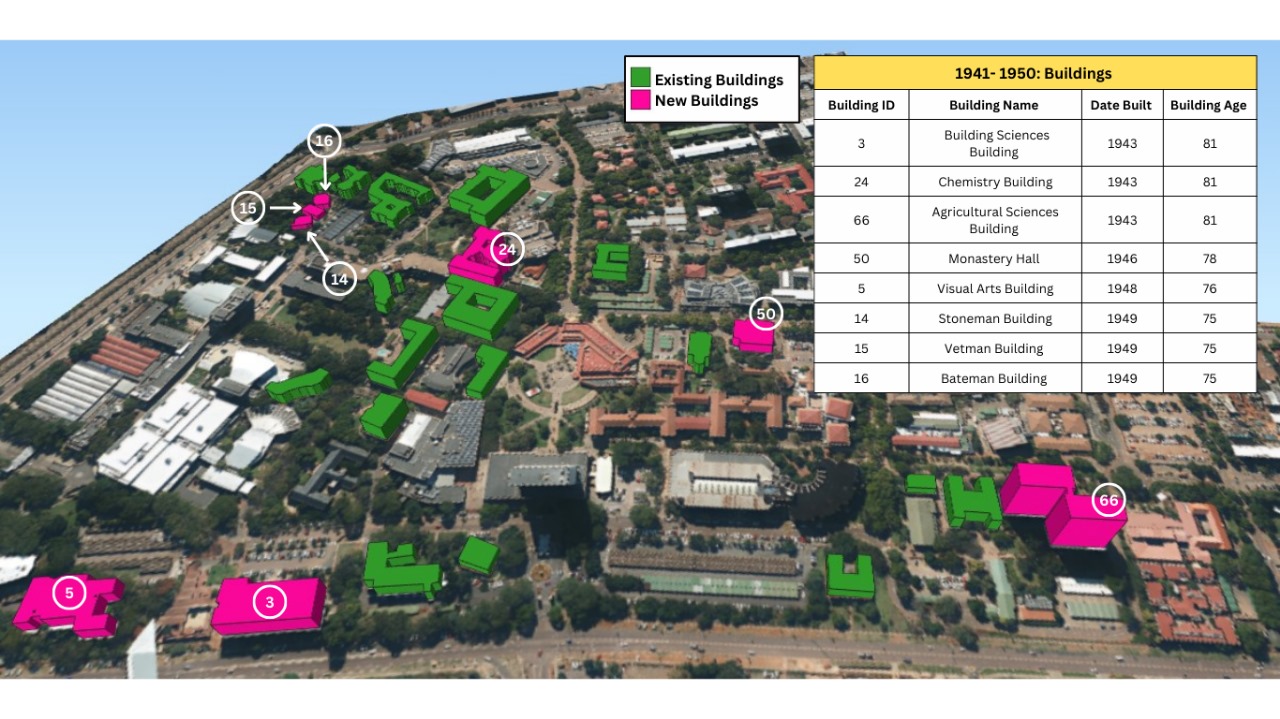 Existing Buildings
New Buildings
1941- 1950: Buildings
Building ID Building Name Date Built Building Age
3 Building Sciences Building 1943 81
24 Chemistry Building 1943 81
66 Agricultural Sciences Building 1943 81
50 Monastery Hall 1946 78
5 Visual Arts Building 1948 76
14 Stoneman Building 1949 75
15 Vetman Building 1949 75
16 Bateman Building 1949 75
16
15
14
24
50
66
5
3